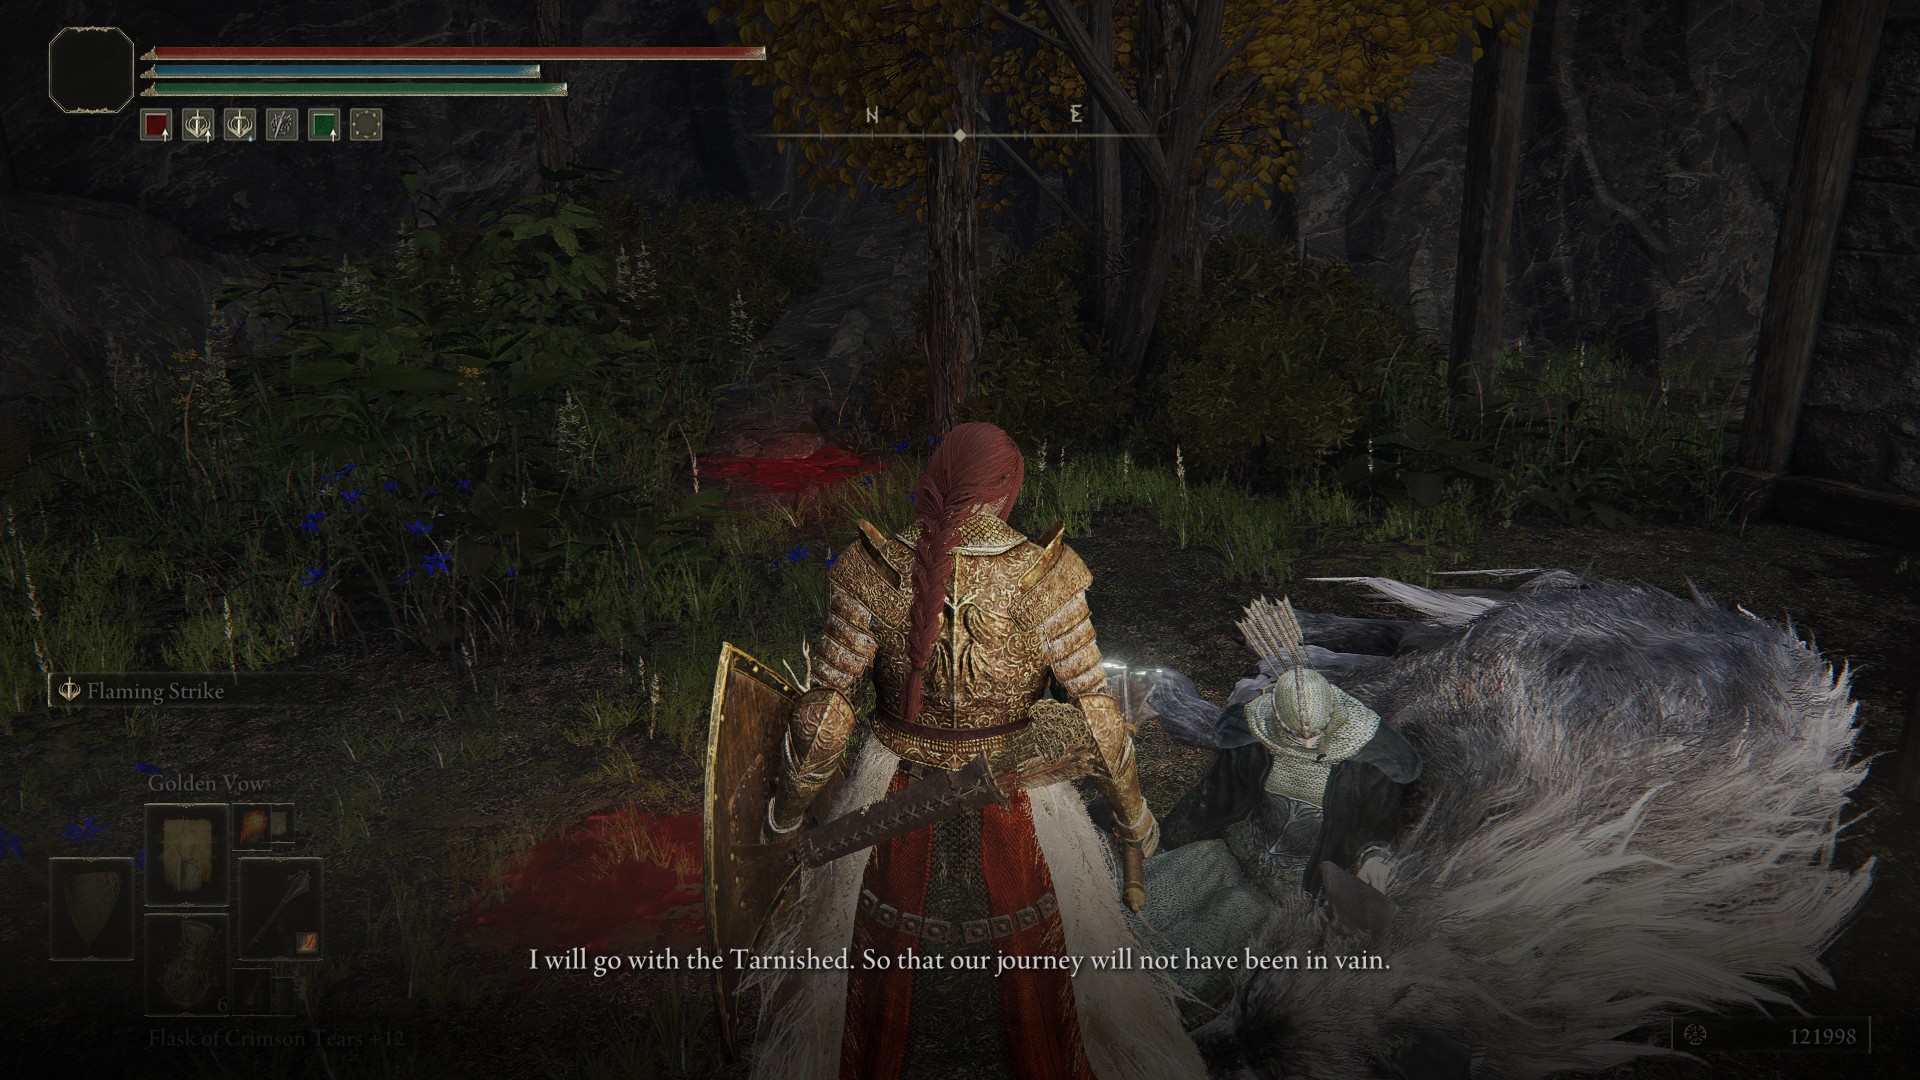 N
E
Flaming Strike
Golden Vow
6
I will go with the Tarnished. So that our journey will not have been in vain.
Flask of Crimson Tears +12
121998